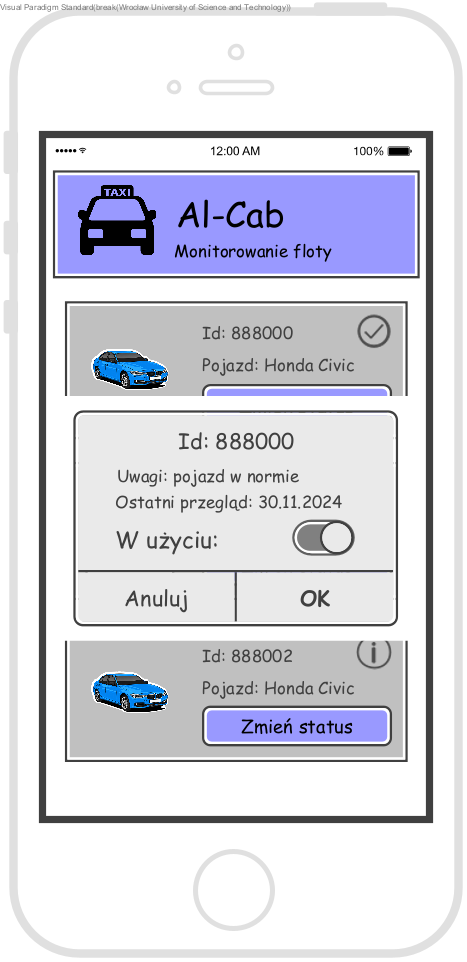 Visual Paradigm Standard(break(Wrocław University of Science and Technology))
12:00 AM
100%
TAXI
Al-Cab
Monitorowanie floty
Id: 888000
Pojazd: Honda Civic
Id: 888000
Uwagi: pojazd w normie
Ostatni przegląd: 30.11.2024
W użyciu:
Anuluj
OK
Id: 888002
Pojazd: Honda Civic
Zmień status